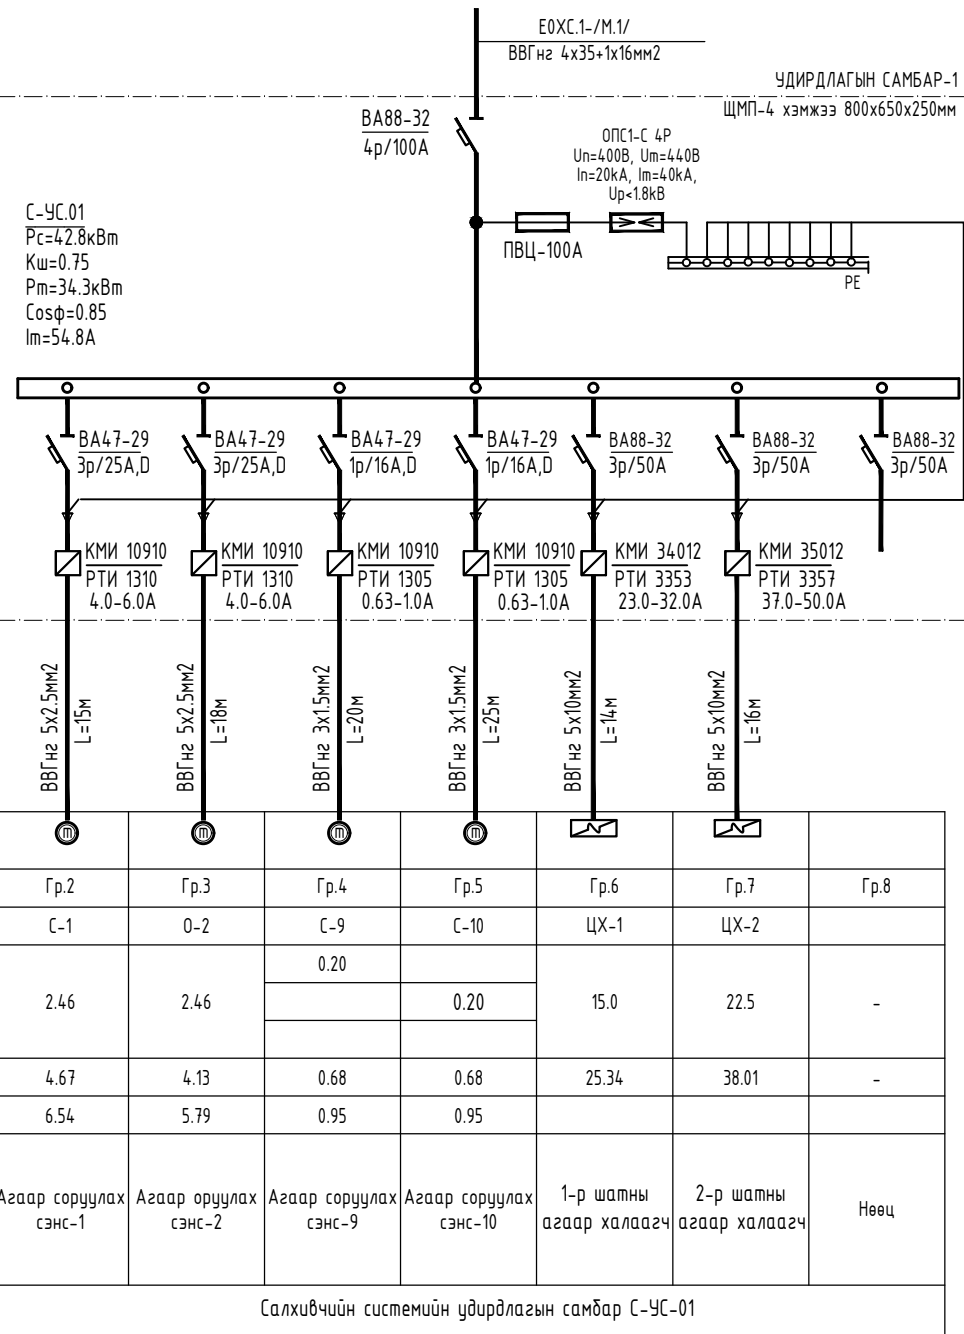 Е0ХС.1-/М.1/
ВВГнг 4х35+1х16мм2
УДИРДЛАГЫН САМБАР-1
ЩМП-4 хэмжээ 800х650х250мм
ВА88-32
4р/100А
ОПС1-С 4Р
Un=400В, Um=440В
In=20kA, Im=40kA,
Up<1.8kB
ПВЦ-100А
РЕ
С-УС.01
Рс=42.8кВт
Кш=0.75
Рт=34.3кВт
Cosф=0.85
Iт=54.8А
ВА47-29
3р/25А,D
ВА47-29
3р/25А,D
ВА47-29
1р/16А,D
ВА47-29
1р/16А,D
ВА88-32
3р/50А
ВА88-32
3р/50А
ВА88-32
3р/50А
КМИ 10910
РТИ 1310
4.0-6.0А
КМИ 10910
РТИ 1310
4.0-6.0А
КМИ 10910
РТИ 1305
0.63-1.0А
КМИ 10910
РТИ 1305
0.63-1.0А
КМИ 34012
РТИ 3353
23.0-32.0А
КМИ 35012
РТИ 3357
37.0-50.0А
ВВГнг 5х2.5мм2
L=15м
ВВГнг 5х2.5мм2
L=18м
ВВГнг 3х1.5мм2
L=20м
ВВГнг 3х1.5мм2
L=25м
ВВГнг 5х10мм2
L=14м
ВВГнг 5х10мм2
L=16м
m m m m
Гр.2 Гр.3 Гр.4 Гр.5 Гр.6 Гр.7 Гр.8
С-1 О-2 С-9 С-10 ЦХ-1 ЦХ-2
0.20
2.46 2.46 0.20 15.0 22.5 -
4.67 4.13 0.68 0.68 25.34 38.01 -
6.54 5.79 0.95 0.95
Агаар соруулах
сэнс-1
Агаар оруулах
сэнс-2
Агаар соруулах
сэнс-9
Агаар соруулах
сэнс-10
1-р шатны
агаар халаагч
2-р шатны
агаар халаагч
Нөөц
Салхивчийн системийн удирдлагын самбар С-УС-01